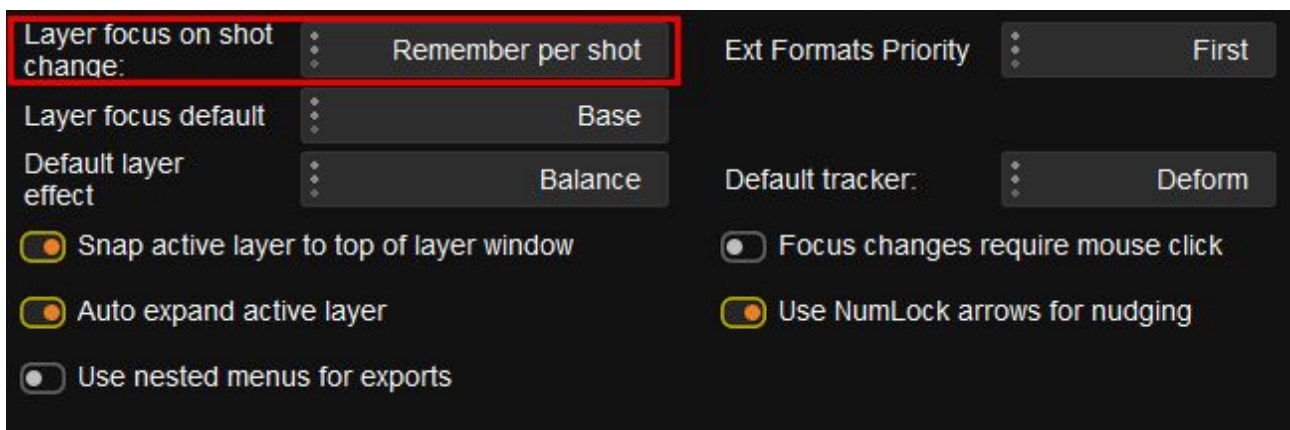 Layer focus on shot
change:
Remember per shot
Ext Formats Priority
First
Layer focus default
Base
Default layer
effect
Balance
Default tracker:
Deform
Snap active layer to top of layer window
Focus changes require mouse click
Auto expand active layer
Use NumLock arrows for nudging
Use nested menus for exports